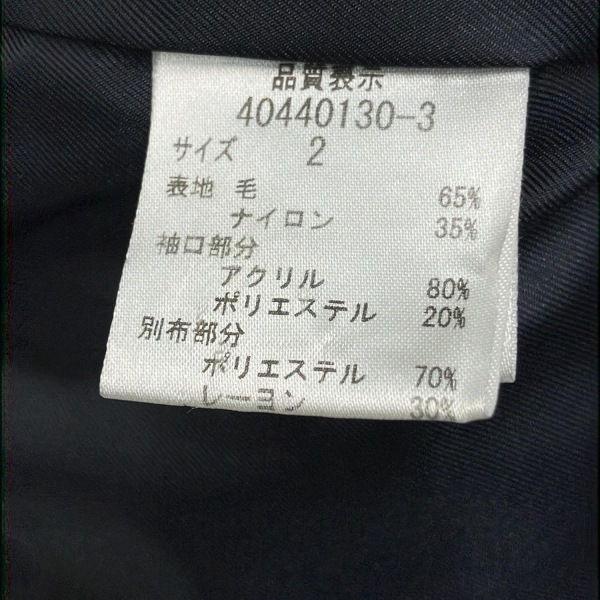 品質表示
40440130-3
サイズ 2
表地 毛 65%
ナイロン 35%
袖口部分
アクリル 80%
ポリエステル 20%
別布部分
ポリエステル 70%
レーヨン 30%